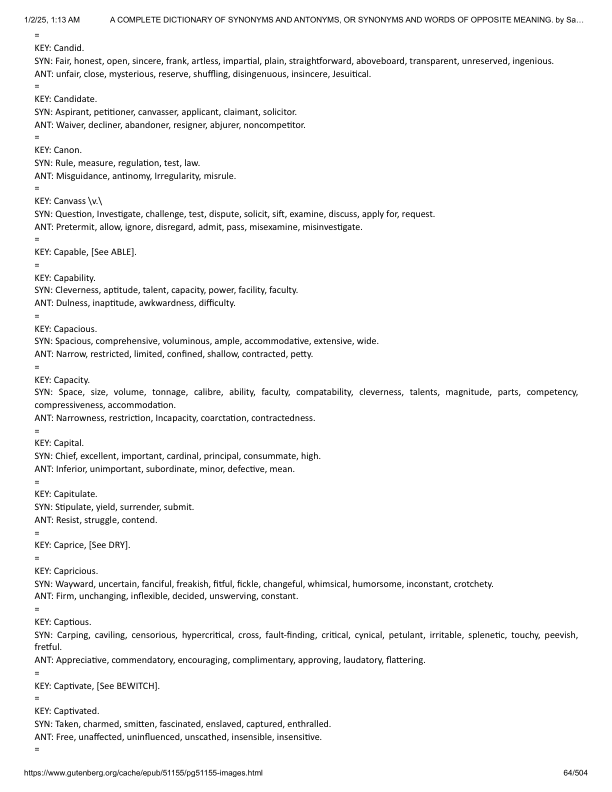 1/2/25, 1:13 AM A COMPLETE DICTIONARY OF SYNONYMS AND ANTONYMS, OR SYNONYMS AND WORDS OF OPPOSITE MEANING. by Sa…
=
KEY: Candid.
SYN: Fair, honest, open, sincere, frank, artless, impartial, plain, straightforward, aboveboard, transparent, unreserved, ingenious.
ANT: unfair, close, mysterious, reserve, shuffling, disingenuous, insincere, Jesuitical.
=
KEY: Candidate.
SYN: Aspirant, petitioner, canvasser, applicant, claimant, solicitor.
ANT: Waiver, decliner, abandoner, resigner, abjurer, noncompetitor.
=
KEY: Canon.
SYN: Rule, measure, regulation, test, law.
ANT: Misguidance, antinomy, Irregularity, misrule.
=
KEY: Canvass \v.\
SYN: Question, Investigate, challenge, test, dispute, solicit, sift, examine, discuss, apply for, request.
ANT: Pretermit, allow, ignore, disregard, admit, pass, misexamine, misinvestigate.
=
KEY: Capable, [See ABLE].
=
KEY: Capability.
SYN: Cleverness, aptitude, talent, capacity, power, facility, faculty.
ANT: Dulness, inaptitude, awkwardness, difficulty.
=
KEY: Capacious.
SYN: Spacious, comprehensive, voluminous, ample, accommodative, extensive, wide.
ANT: Narrow, restricted, limited, confined, shallow, contracted, petty.
=
KEY: Capacity.
SYN: Space, size, volume, tonnage, calibre, ability, faculty, compatability, cleverness, talents, magnitude, parts, competency,
compressiveness, accommodation.
ANT: Narrowness, restriction, Incapacity, coarctation, contractedness.
=
KEY: Capital.
SYN: Chief, excellent, important, cardinal, principal, consummate, high.
ANT: Inferior, unimportant, subordinate, minor, defective, mean.
=
KEY: Capitulate.
SYN: Stipulate, yield, surrender, submit.
ANT: Resist, struggle, contend.
=
KEY: Caprice, [See DRY].
=
KEY: Capricious.
SYN: Wayward, uncertain, fanciful, freakish, fitful, fickle, changeful, whimsical, humorsome, inconstant, crotchety.
ANT: Firm, unchanging, inflexible, decided, unswerving, constant.
=
KEY: Captious.
SYN: Carping, caviling, censorious, hypercritical, cross, fault-finding, critical, cynical, petulant, irritable, splenetic, touchy, peevish,
fretful.
ANT: Appreciative, commendatory, encouraging, complimentary, approving, laudatory, flattering.
=
KEY: Captivate, [See BEWITCH].
=
KEY: Captivated.
SYN: Taken, charmed, smitten, fascinated, enslaved, captured, enthralled.
ANT: Free, unaffected, uninfluenced, unscathed, insensible, insensitive.
=
https://www.gutenberg.org/cache/epub/51155/pg51155-images.html 64/504